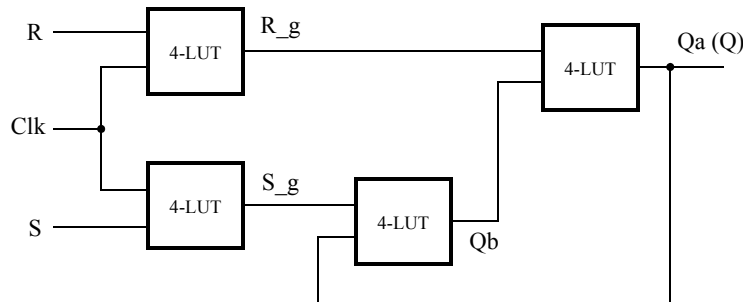 R
4-LUT
R_g
4-LUT
Qa (Q)
Clk
S
4-LUT
S_g
4-LUT
Qb